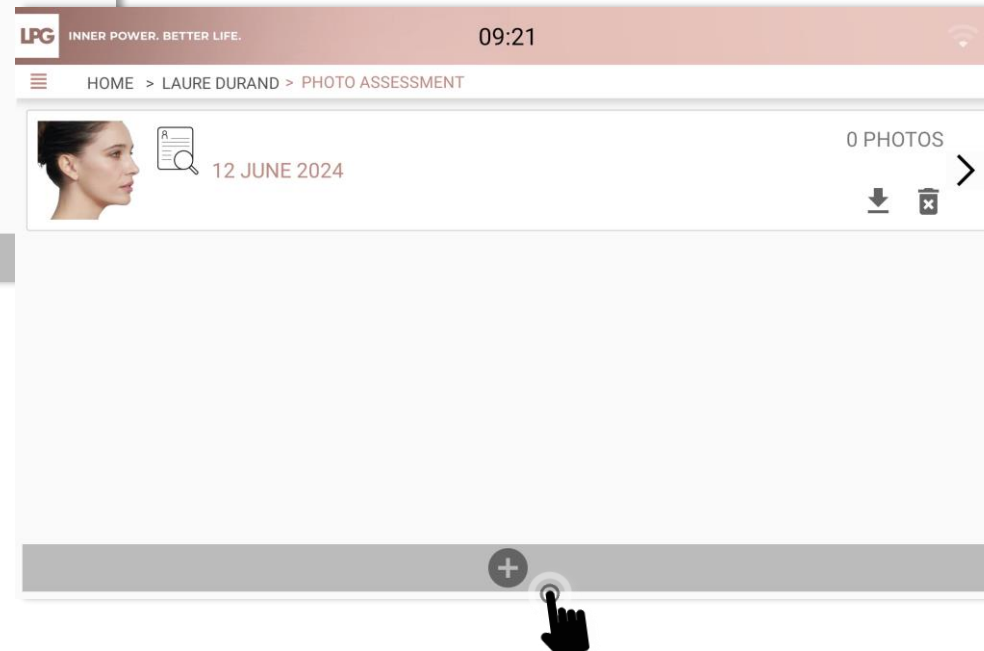 LPG INNER POWER. BETTER LIFE. 09:21
HOME > LAURE DURAND > PHOTO ASSESSMENT
0 PHOTOS
12 JUNE 2024